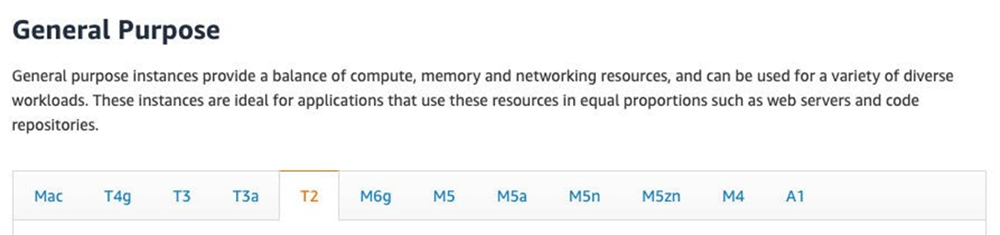 General Purpose
General purpose instances provide a balance of compute, memory and networking resources, and can be used for a variety of diverse
workloads. These instances are ideal for applications that use these resources in equal proportions such as web servers and code
repositories.
Mac T4g T3 T3a T2 M6g M5 M5a M5n M5zn M4 A1